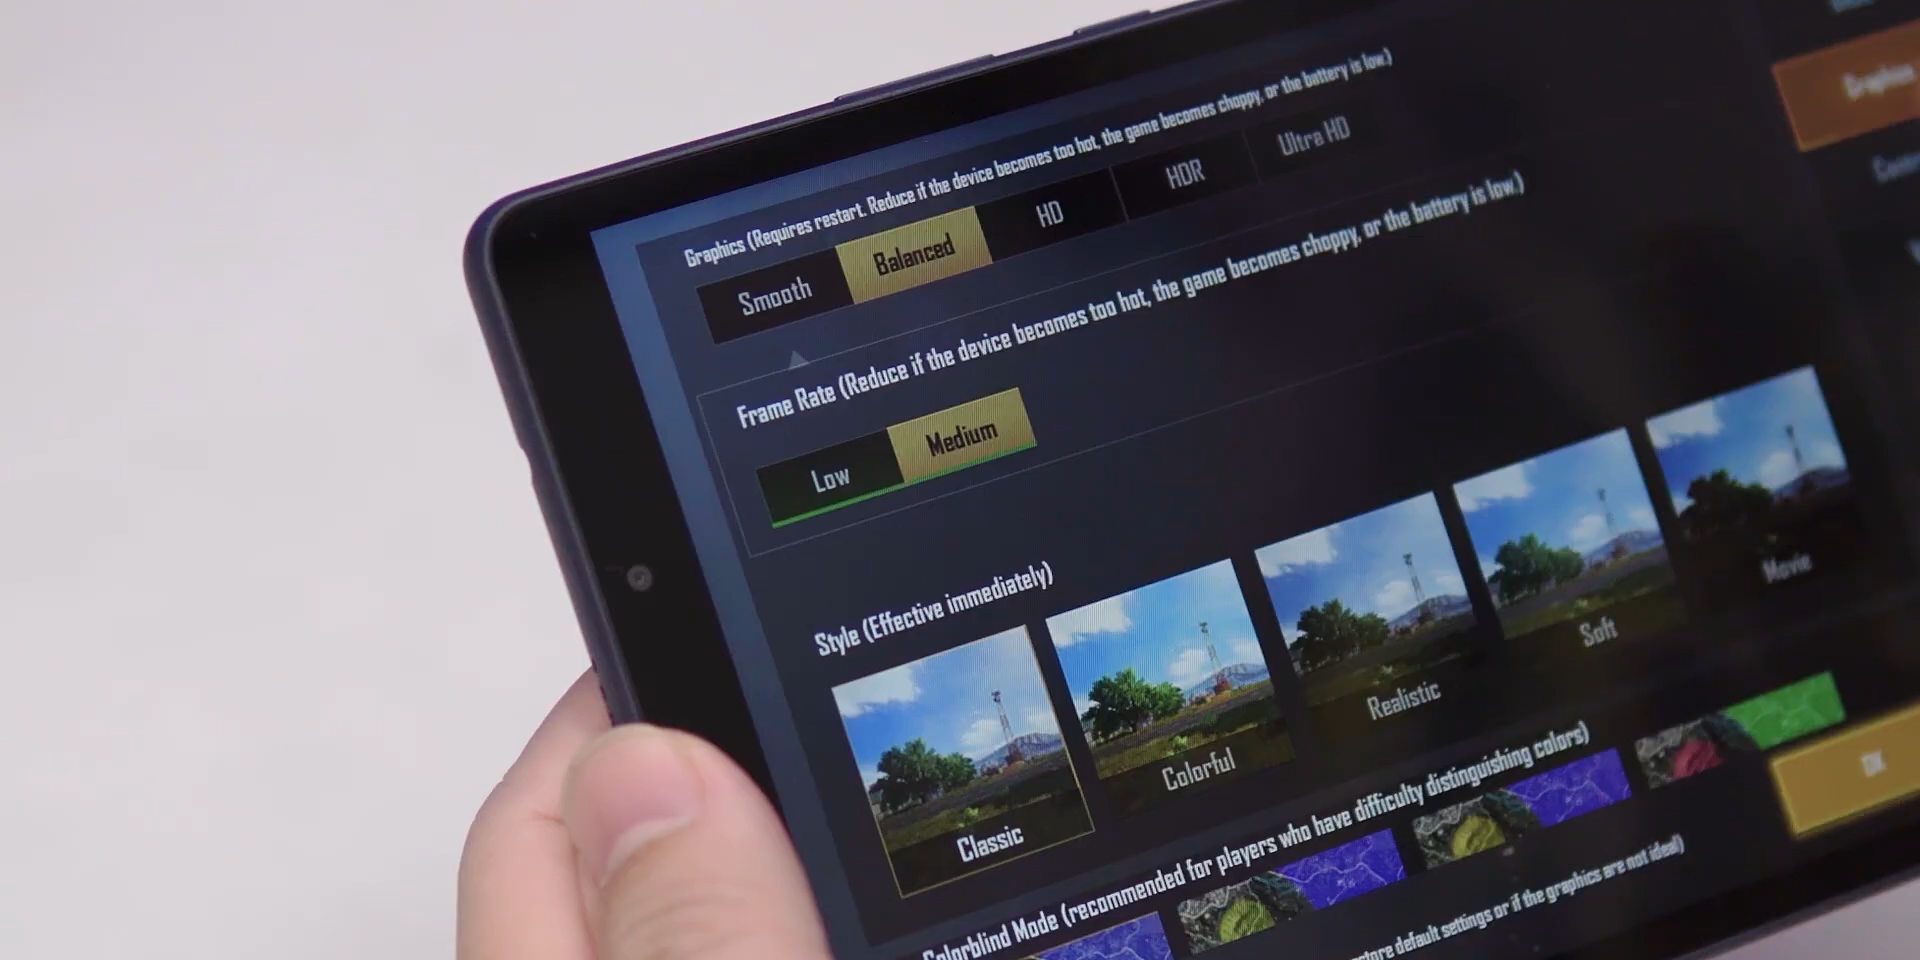 Graphics (Requires restart. Reduce if the device becomes too hot, the game becomes choppy, or the battery is low.)
Smooth Balanced HD HDR Ultra HD
Graphics
Frame Rate (Reduce if the device becomes too hot, the game becomes choppy, or the battery is low.)
Low Medium
Style (Effective immediately)
Classic Colorful Realistic Soft Movie
Colorblind Mode (recommended for players who have difficulty distinguishing colors)
OK
store default settings or if the graphics are not ideal)